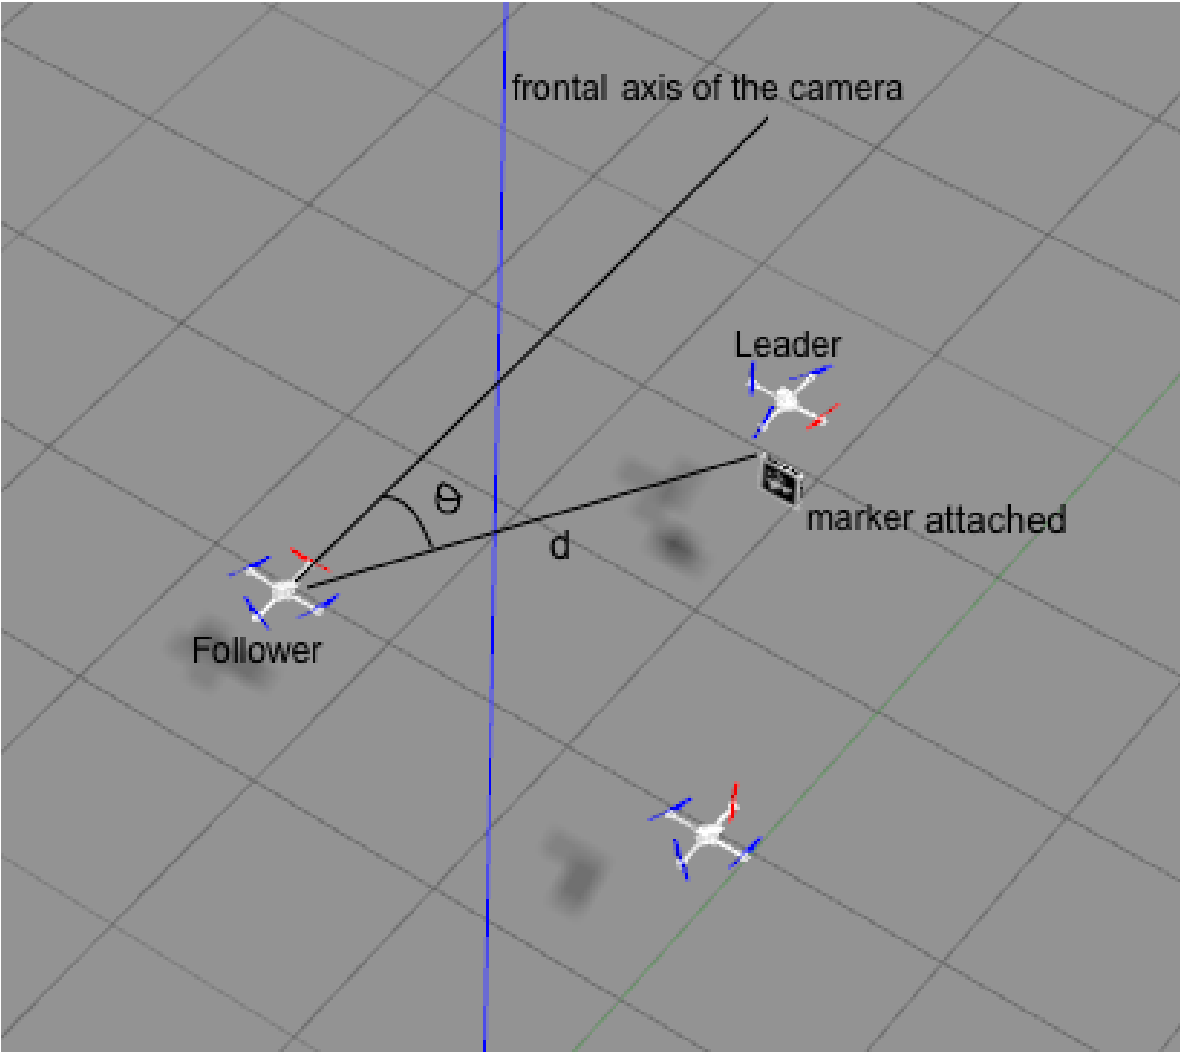 frontal axis of the camera
Leader
θ
marker attached
d
Follower